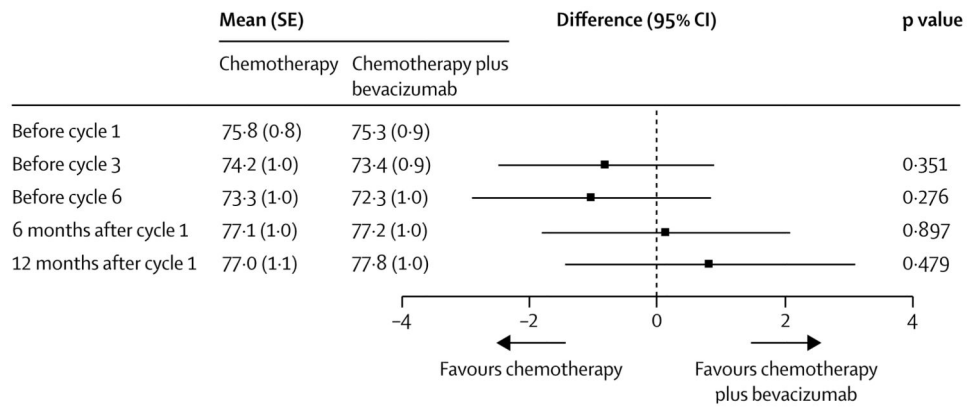 Mean (SE) Difference (95% CI) p value
Chemotherapy Chemotherapy plus
bevacizumab
Before cycle 1 75·8 (0·8) 75·3 (0·9)
Before cycle 3 74·2 (1·0) 73·4 (0·9) 0·351
Before cycle 6 73·3 (1·0) 72·3 (1·0) 0·276
6 months after cycle 1 77·1 (1·0) 77·2 (1·0) 0·897
12 months after cycle 1 77·0 (1·1) 77·8 (1·0) 0·479
−4 −2 0 2 4
Favours chemotherapy Favours chemotherapy
plus bevacizumab